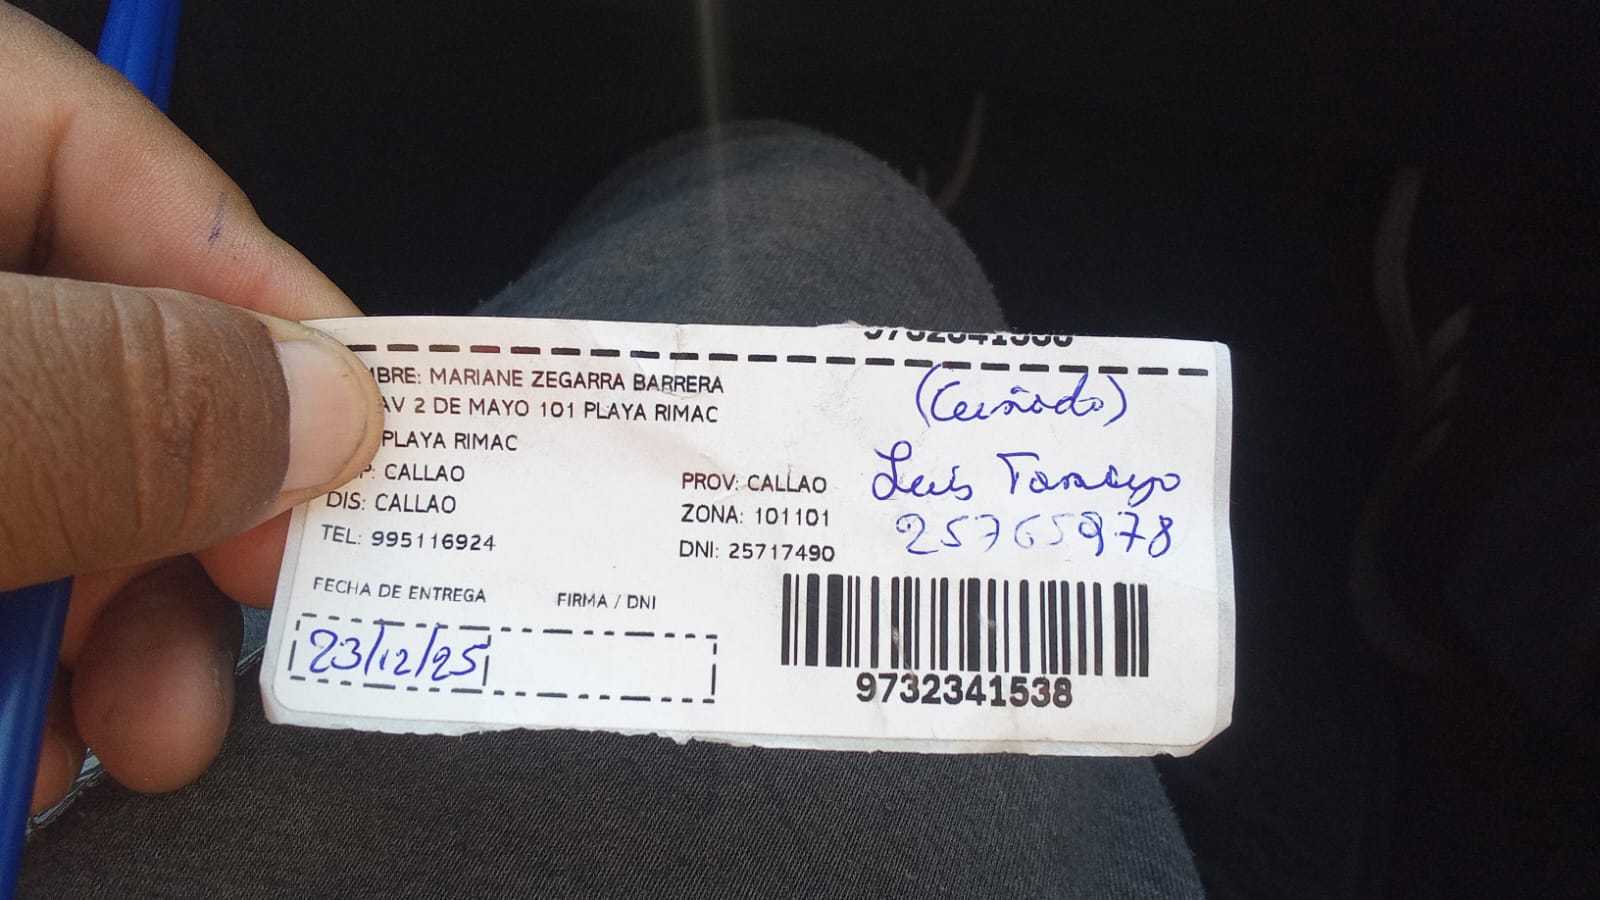 9732341538
MBRE: MARIANE ZEGARRA BARRERA
AV 2 DE MAYO 101 PLAYA RIMAC
PLAYA RIMAC
P: CALLAO
PROV: CALLAO
DIS: CALLAO
ZONA: 101101
TEL: 995116924
DNI: 25717490
(Cuñado)
Luis Tamayo
25765978
FECHA DE ENTREGA
FIRMA / DNI
23/12/25
9732341538